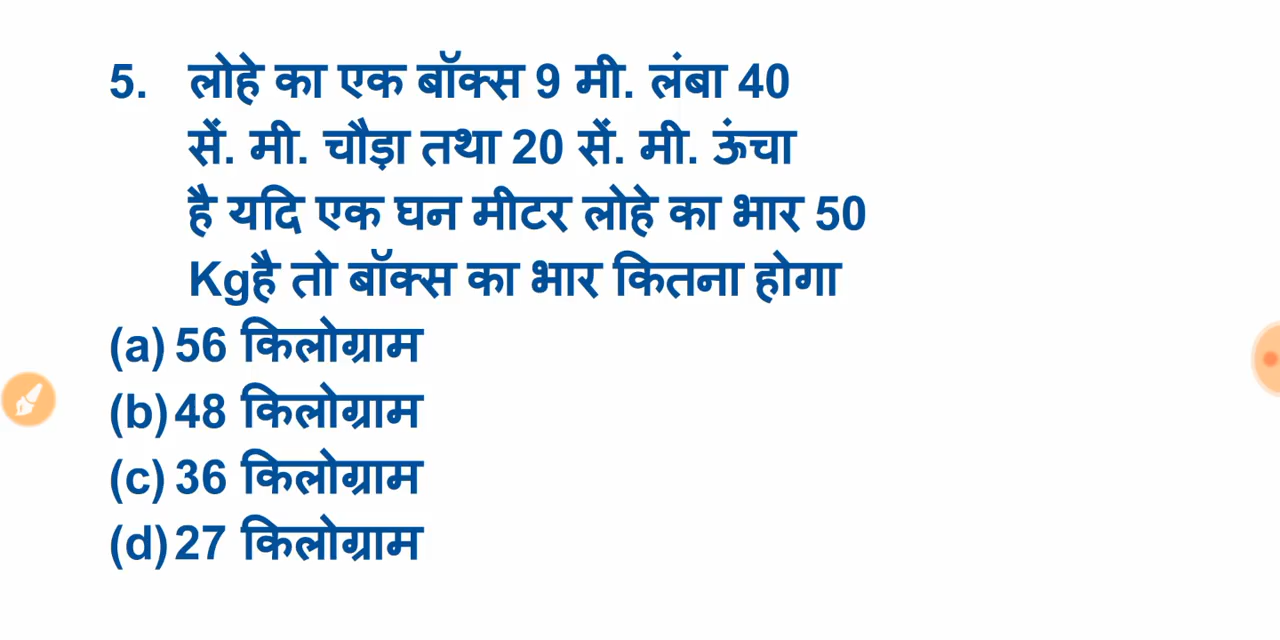 5. लोहे का एक बॉक्स 9 मी. लंबा 40
सें. मी. चौड़ा तथा 20 सें. मी. ऊंचा
है यदि एक घन मीटर लोहे का भार 50
Kgहै तो बॉक्स का भार कितना होगा
(a) 56 किलोग्राम
(b) 48 किलोग्राम
(c) 36 किलोग्राम
(d) 27 किलोग्राम